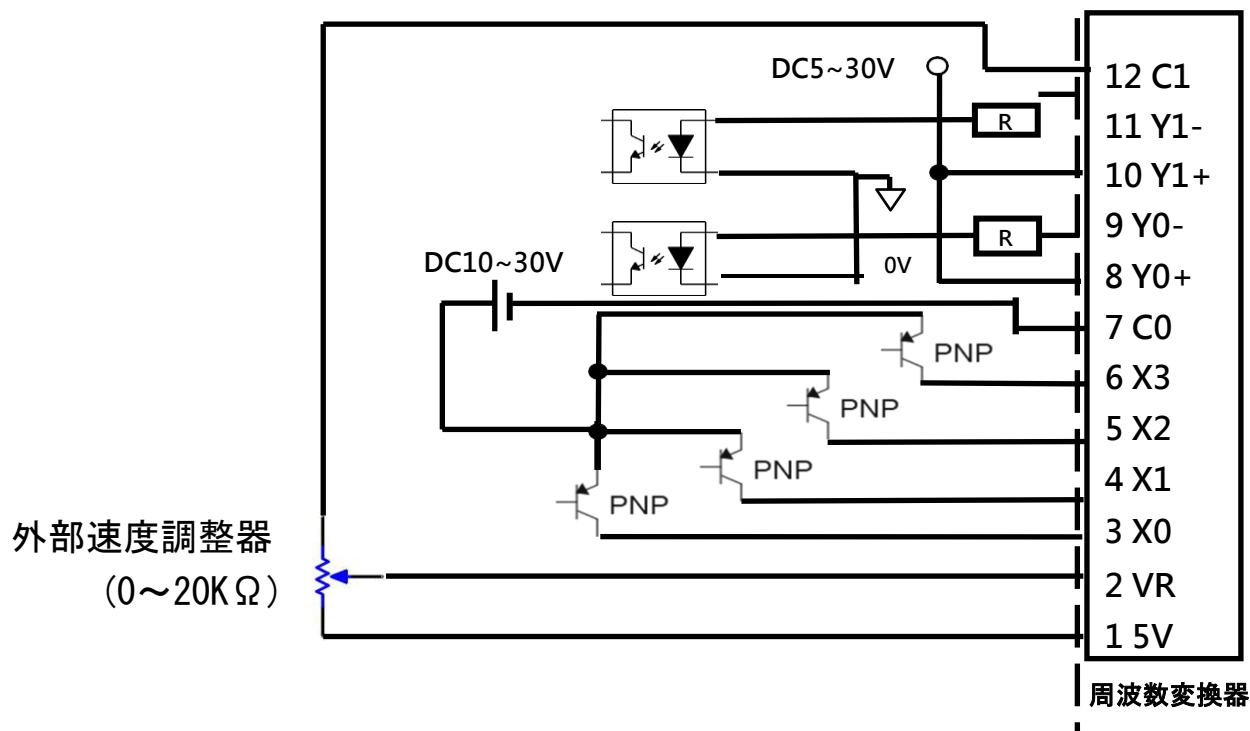 DC5~30V
12 C1
R
11 Y1-
10 Y1+
9 Y0-
R
DC10~30V
0V
8 Y0+
7 C0
PNP
6 X3
PNP
5 X2
PNP
4 X1
PNP
3 X0
外部速度調整器
(0～20KΩ)
2 VR
1 5V
周波数変換器